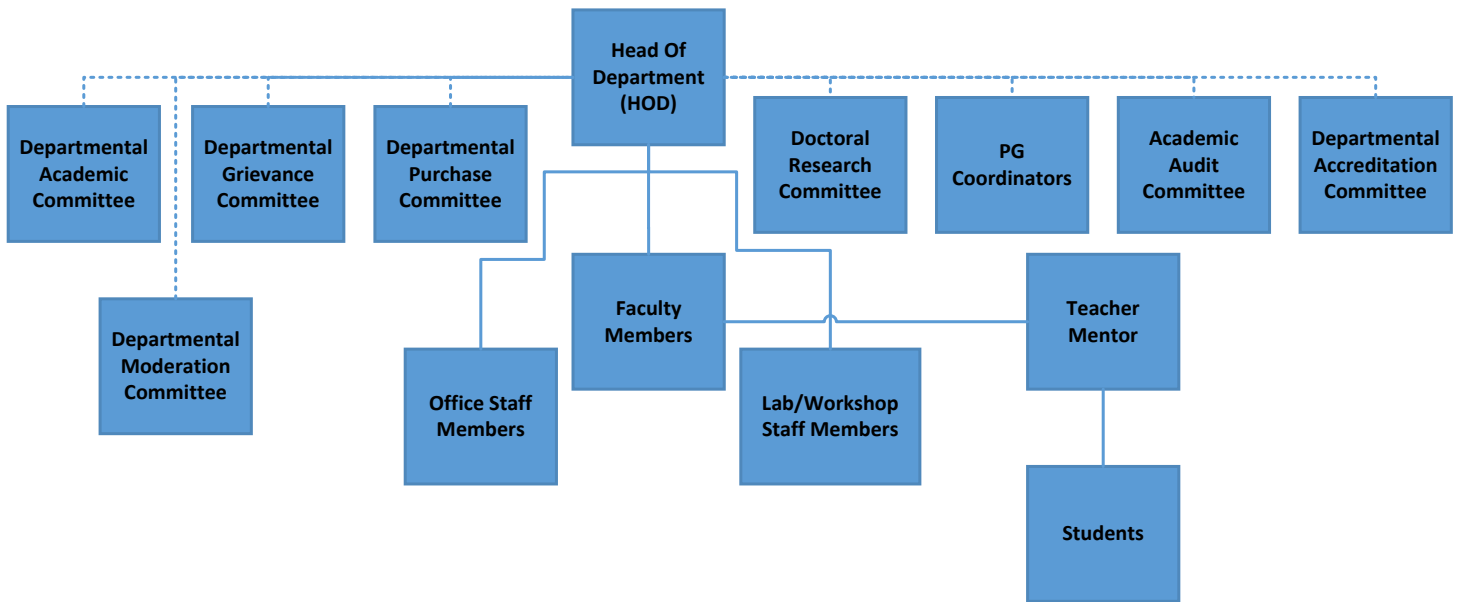 Head Of
Department
(HOD)
Departmental
Academic
Committee
Departmental
Grievance
Committee
Departmental
Purchase
Committee
Doctoral
Research
Committee
PG
Coordinators
Academic
Audit
Committee
Departmental
Accreditation
Committee
Departmental
Moderation
Committee
Faculty
Members
Teacher
Mentor
Office Staff
Members
Lab/Workshop
Staff Members
Students